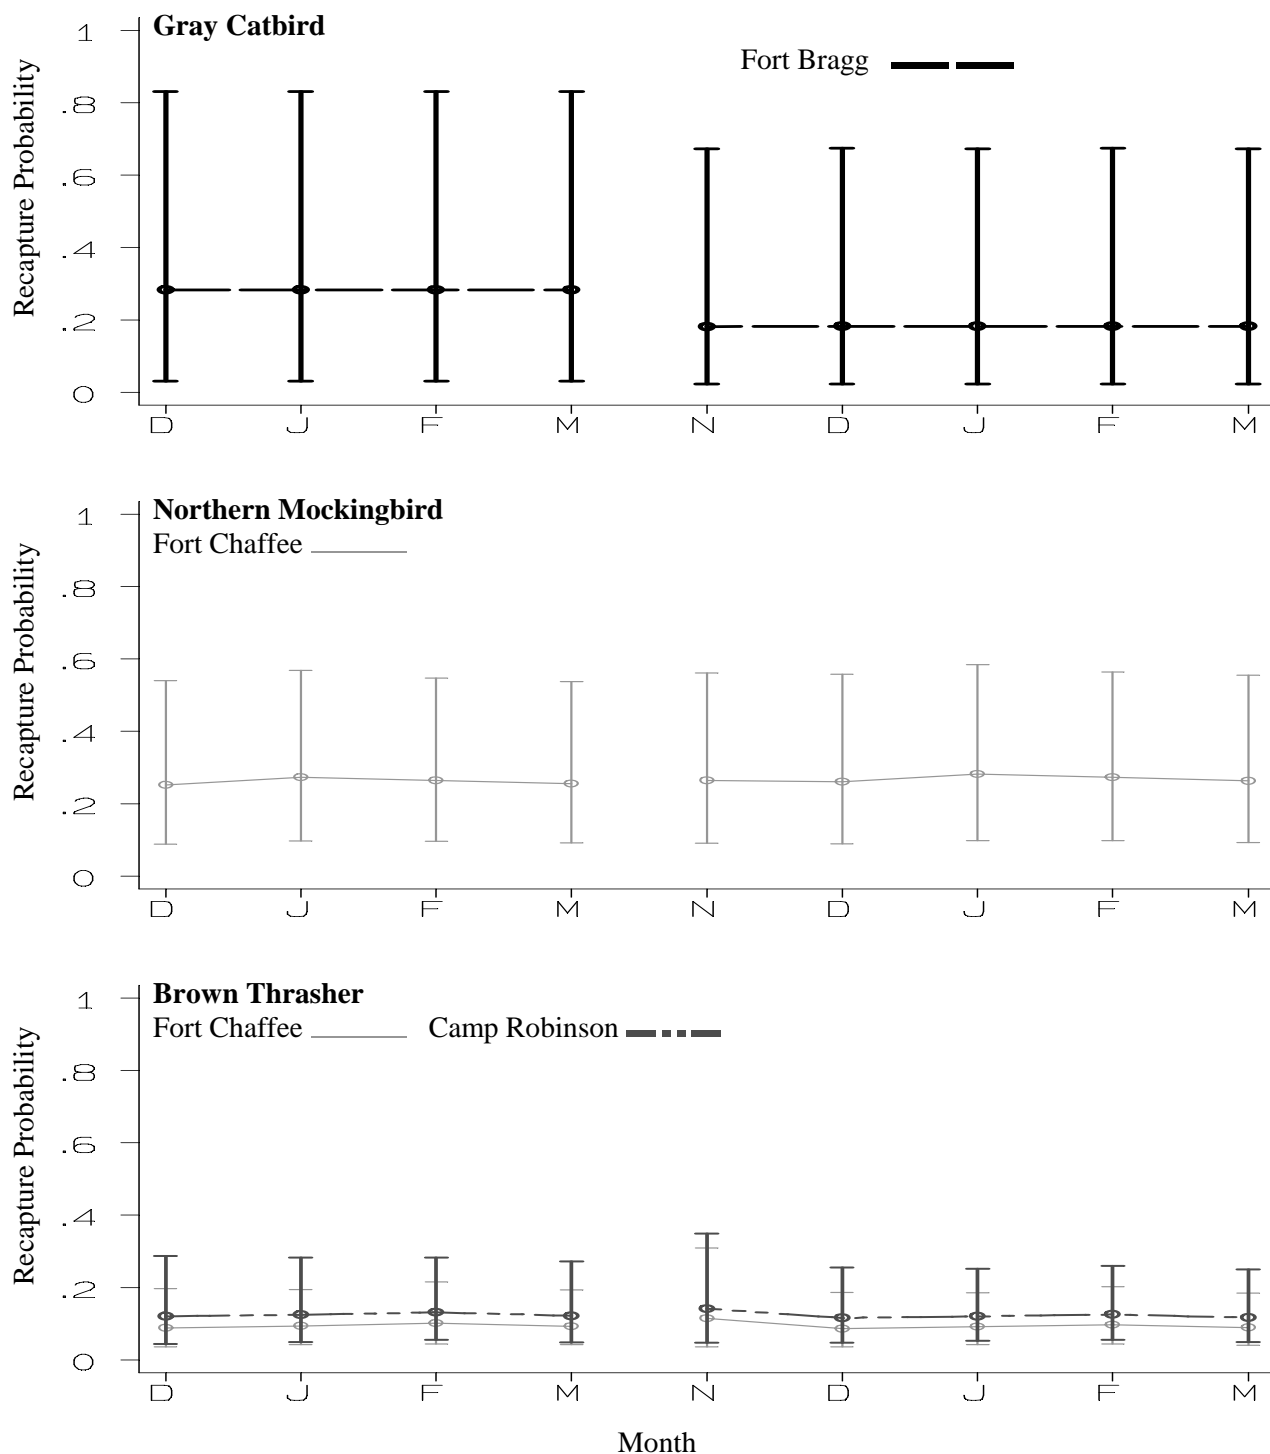 Gray Catbird
Fort Bragg
Recapture Probability
1
.8
.6
.4
.2
0
D J F M N D J F M
Northern Mockingbird
Fort Chaffee
Recapture Probability
1
.8
.6
.4
.2
0
D J F M N D J F M
Brown Thrasher
Fort Chaffee Camp Robinson
Recapture Probability
1
.8
.6
.4
.2
0
D J F M N D J F M
Month